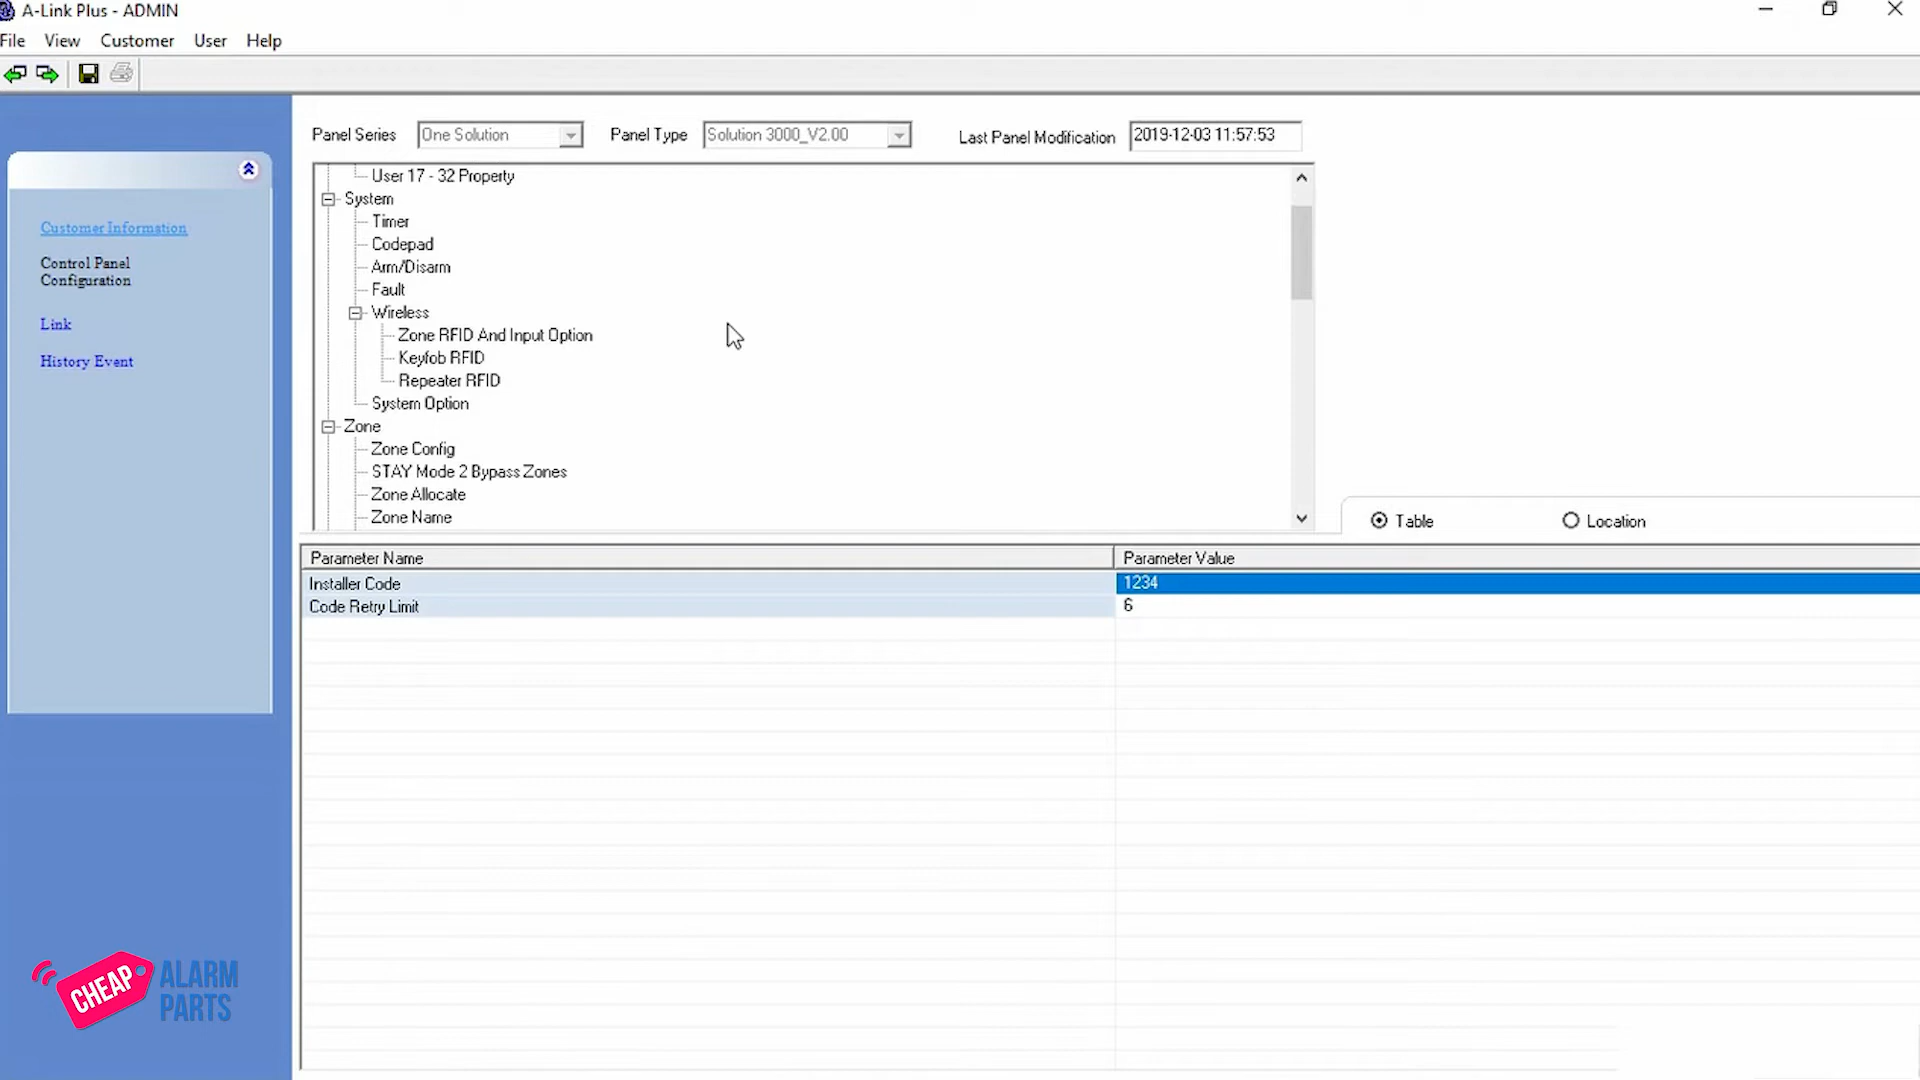 A-Link Plus - ADMIN
File View Customer User Help
Panel Series One Solution Panel Type Solution 3000_V2.00 Last Panel Modification 2019-12-03 11:57:53
Customer Information
Control Panel
Configuration
Link
History Event
User 17 - 32 Property
System
Timer
Codepad
Arm/Disarm
Fault
Wireless
Zone RFID And Input Option
Keyfob RFID
Repeater RFID
System Option
Zone
Zone Config
STAY Mode 2 Bypass Zones
Zone Allocate
Zone Name
Table Location
Parameter Name Parameter Value
Installer Code 1234
Code Retry Limit 6
CHEAP ALARM
PARTS